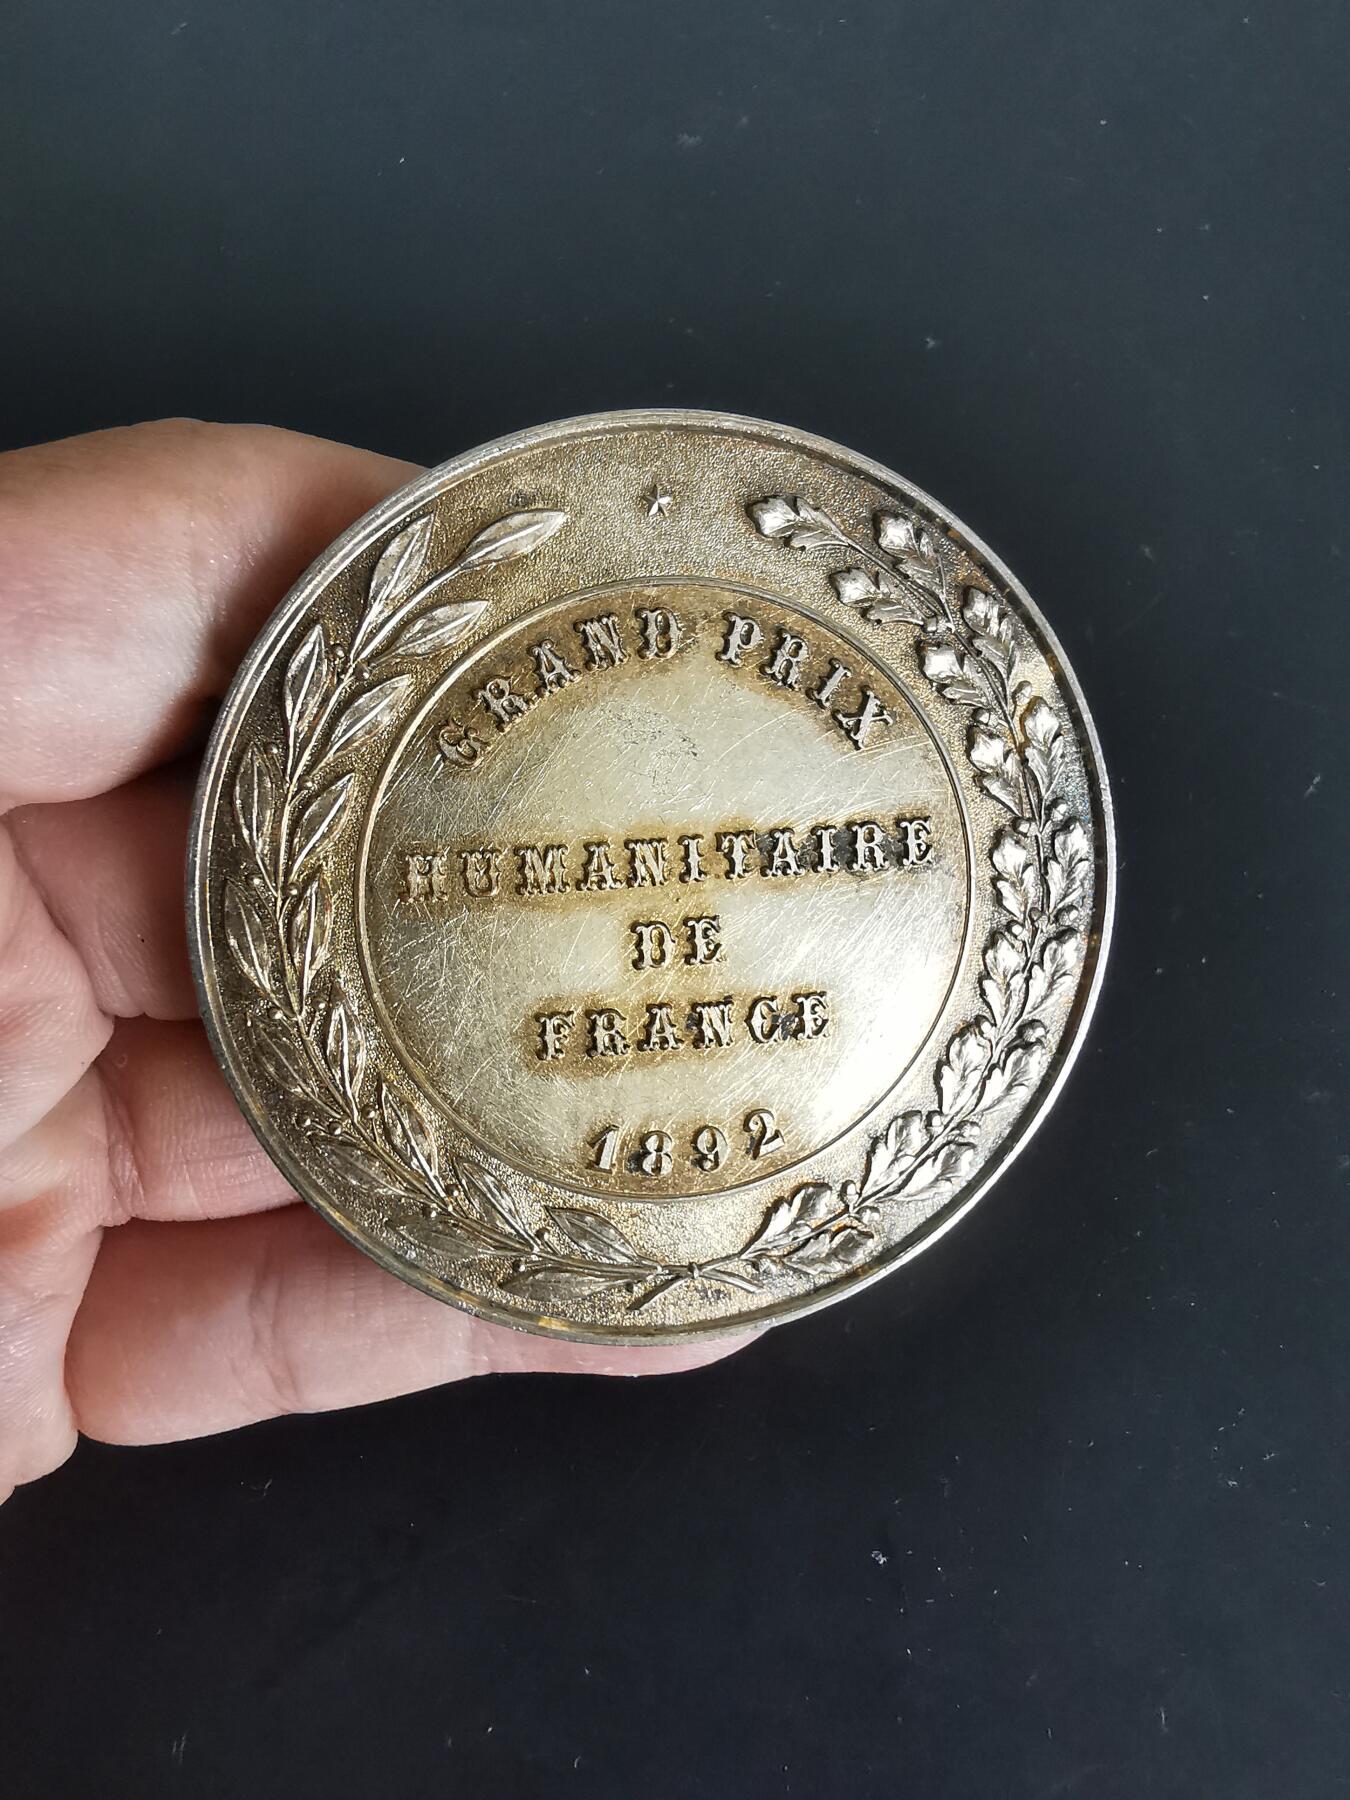 GRAND PRIX
HUMANITAIRE
DE
FRANCE
1892